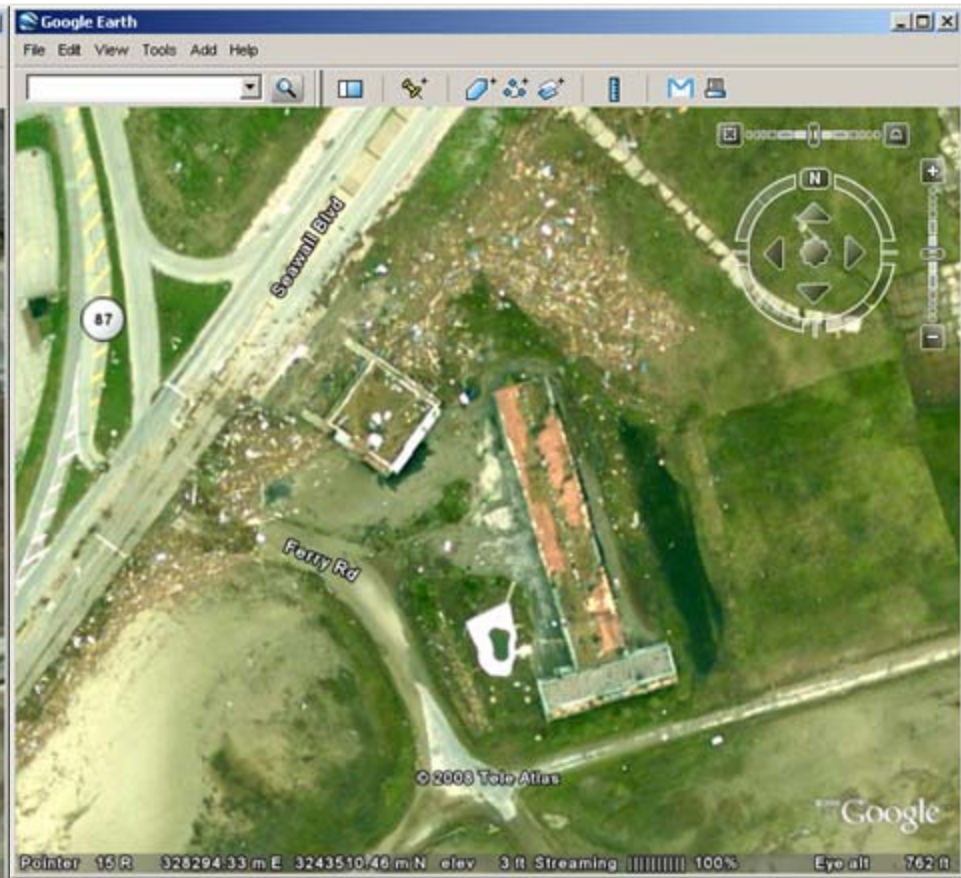 Google Earth
File Edit View Tools Add Help
N
Seawall Blvd
87
Ferry Rd
© 2008 Tele Atlas
Google
Pointer 15 R 328294.33 m E 3243510.46 m N elev 3 ft Streaming |||||||||| 100% Eye alt 762 ft